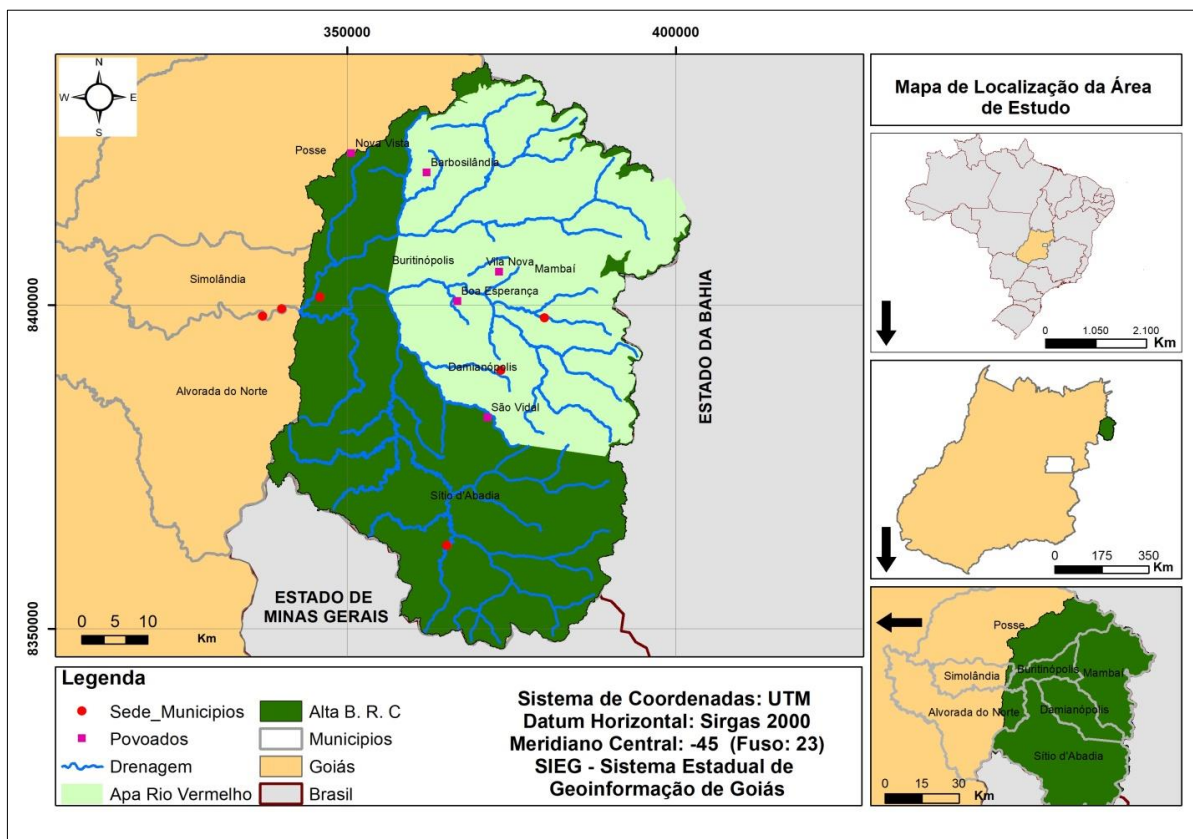 350000
400000
8400000
8350000
N
W
E
S
Posse
Nova Vista
Barbosilândia
Simolândia
Buritinópolis
Vila Nova
Mambaí
Boa Esperança
Damianópolis
Alvorada do Norte
São Vidal
Sítio d'Abadia
ESTADO DA BAHIA
ESTADO DE
MINAS GERAIS
0 5 10
Km
Mapa de Localização da Área
de Estudo
0 1.050 2.100
Km
0 175 350
Km
Posse
Simolândia
Buritinópolis
Mambaí
Alvorada do Norte
Damianópolis
Sítio d'Abadia
0 15 30
Km
Legenda
Sede_Municipios
Povoados
Drenagem
Apa Rio Vermelho
Alta B. R. C
Municipios
Goiás
Brasil
Sistema de Coordenadas: UTM
Datum Horizontal: Sirgas 2000
Meridiano Central: -45 (Fuso: 23)
SIEG - Sistema Estadual de
Geoinformação de Goiás